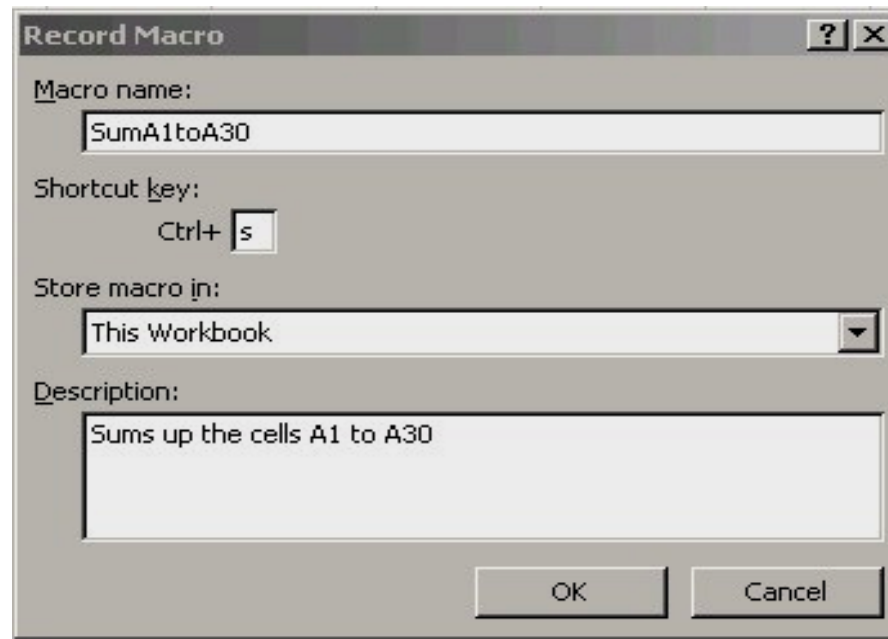 Record Macro
Macro name:
SumA1toA30
Shortcut key:
Ctrl+ s
Store macro in:
This Workbook
Description:
Sums up the cells A1 to A30
OK Cancel